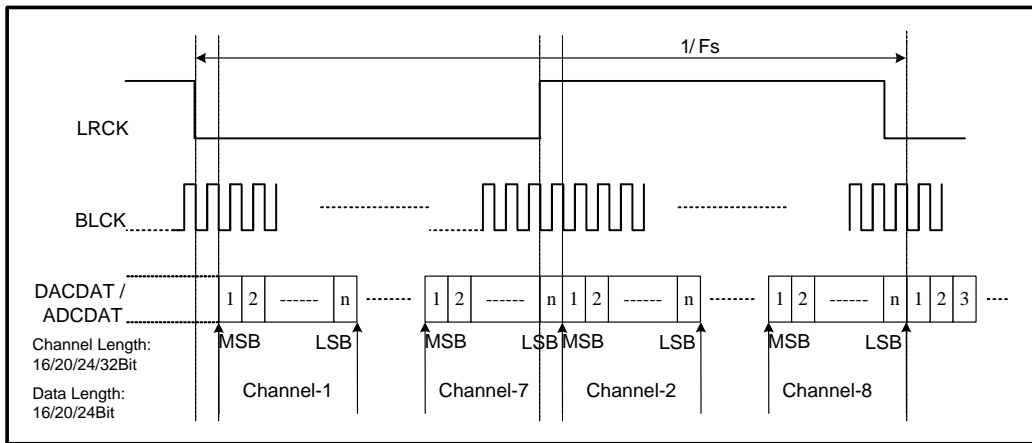 1/ Fs
LRCK
BLCK
DACDAT /
ADCDAT
1 2 ------ n 1 2 ------ n 1 2 ------ n 1 2 ------ n 1 2 3
MSB LSB MSB LSB MSB LSB MSB LSB
Channel Length:
16/20/24/32Bit
Data Length:
16/20/24Bit
Channel-1 Channel-7 Channel-2 Channel-8